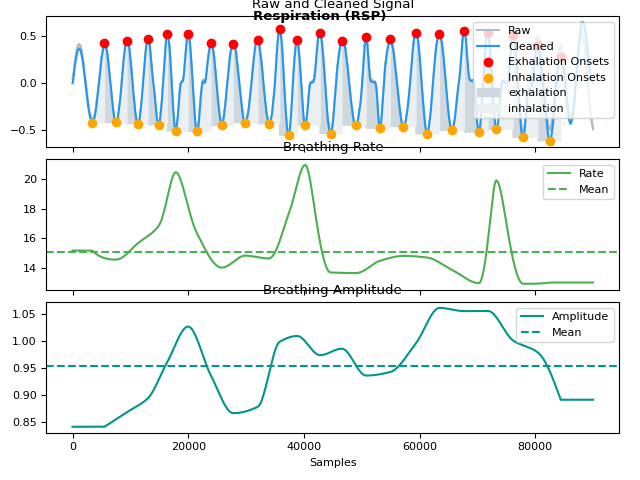 Raw and Cleaned Signal
Respiration (RSP)
0.5
0.0
−0.5
Raw
Cleaned
Exhalation Onsets
Inhalation Onsets
exhalation
inhalation
Breathing Rate
20
18
16
14
Rate
Mean
Breathing Amplitude
1.05
1.00
0.95
0.90
0.85
Amplitude
Mean
0 20000 40000 60000 80000
Samples